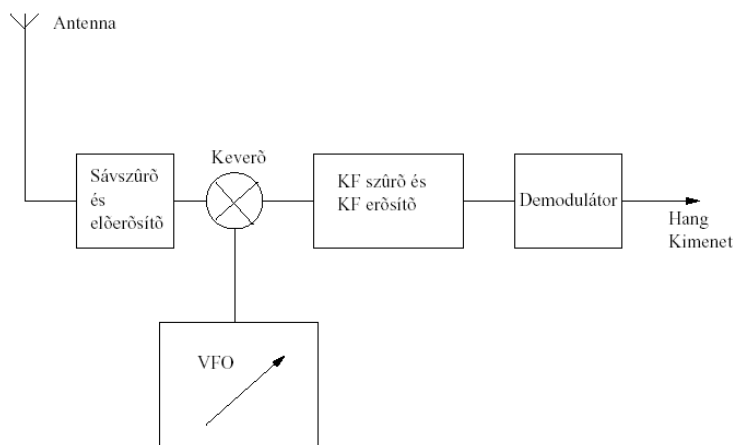 Antenna
Keverõ
Sávszûrõ
és
elõerõsítõ
KF szûrõ és
KF erõsítõ
Demodulátor
Hang
Kimenet
VFO